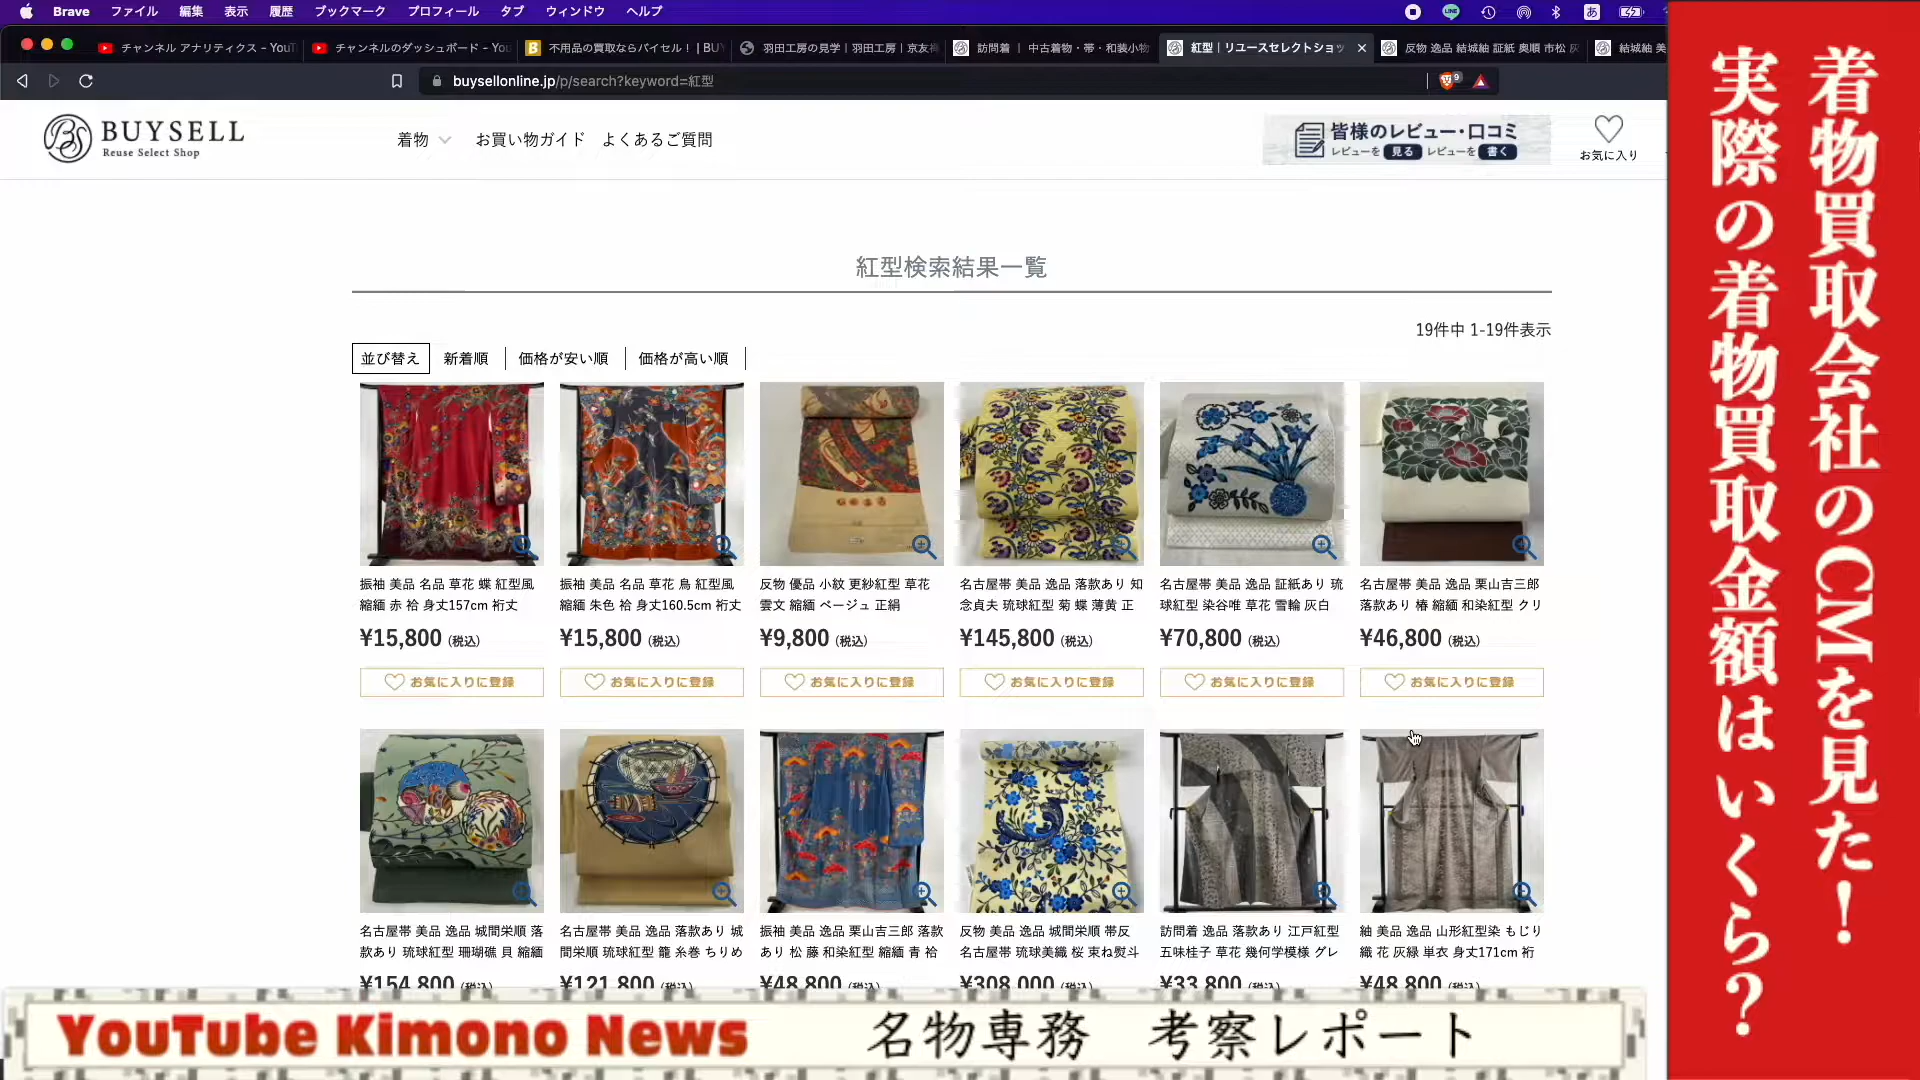 Brave ファイル 編集 表示 履歴 ブックマーク プロフィール タブ ウィンドウ ヘルプ
チャンネル アナリティクス - YouT
チャンネルのダッシュボード - You
不用品の買取ならバイセル！ | BUY
羽田工房の見学 | 羽田工房 | 京友禅
訪問着 | 中古着物・帯・和装小物
紅型 | リユースセレクトショッ
反物 逸品 結城紬 証紙 奥順 市松 灰
結城紬 美
buysellonline.jp/p/search?keyword=紅型
9
BUYSELL
Reuse Select Shop
着物
お買い物ガイド
よくあるご質問
皆様のレビュー・口コミ
レビューを 見る レビューを 書く
お気に入り
紅型検索結果一覧
19件中 1-19件表示
並び替え 新着順 価格が安い順 価格が高い順
振袖 美品 名品 草花 蝶 紅型風
縮緬 赤 袷 身丈157cm 裄丈
¥15,800 (税込)
お気に入りに登録
振袖 美品 名品 草花 鳥 紅型風
縮緬 朱色 袷 身丈160.5cm 裄丈
¥15,800 (税込)
お気に入りに登録
反物 優品 小紋 更紗紅型 草花
雲文 縮緬 ベージュ 正絹
¥9,800 (税込)
お気に入りに登録
名古屋帯 美品 逸品 落款あり 知
念貞夫 琉球紅型 菊 蝶 薄黄 正
¥145,800 (税込)
お気に入りに登録
名古屋帯 美品 逸品 証紙あり 琉
球紅型 染谷唯 草花 雪輪 灰白
¥70,800 (税込)
お気に入りに登録
名古屋帯 美品 逸品 栗山吉三郎
落款あり 椿 縮緬 和染紅型 クリ
¥46,800 (税込)
お気に入りに登録
名古屋帯 美品 逸品 城間栄順 落
款あり 琉球紅型 珊瑚礁 貝 縮緬
¥154,800 (税込)
名古屋帯 美品 逸品 落款あり 城
間栄順 琉球紅型 籠 糸巻 ちりめ
¥121,800 (税込)
振袖 美品 逸品 栗山吉三郎 落款
あり 松 藤 和染紅型 縮緬 青 袷
¥48,800 (税込)
反物 美品 逸品 城間栄順 帯反
名古屋帯 琉球美織 桜 束ね熨斗
¥308,000 (税込)
訪問着 逸品 落款あり 江戸紅型
五味桂子 草花 幾何学模様 グレ
¥33,800 (税込)
紬 美品 逸品 山形紅型染 もじり
織 花 灰緑 単衣 身丈171cm 裄
¥48,800 (税込)
着物買取会社のCMを見た！
実際の着物買取金額はいくら？
YouTube Kimono News 名物専務 考察レポート